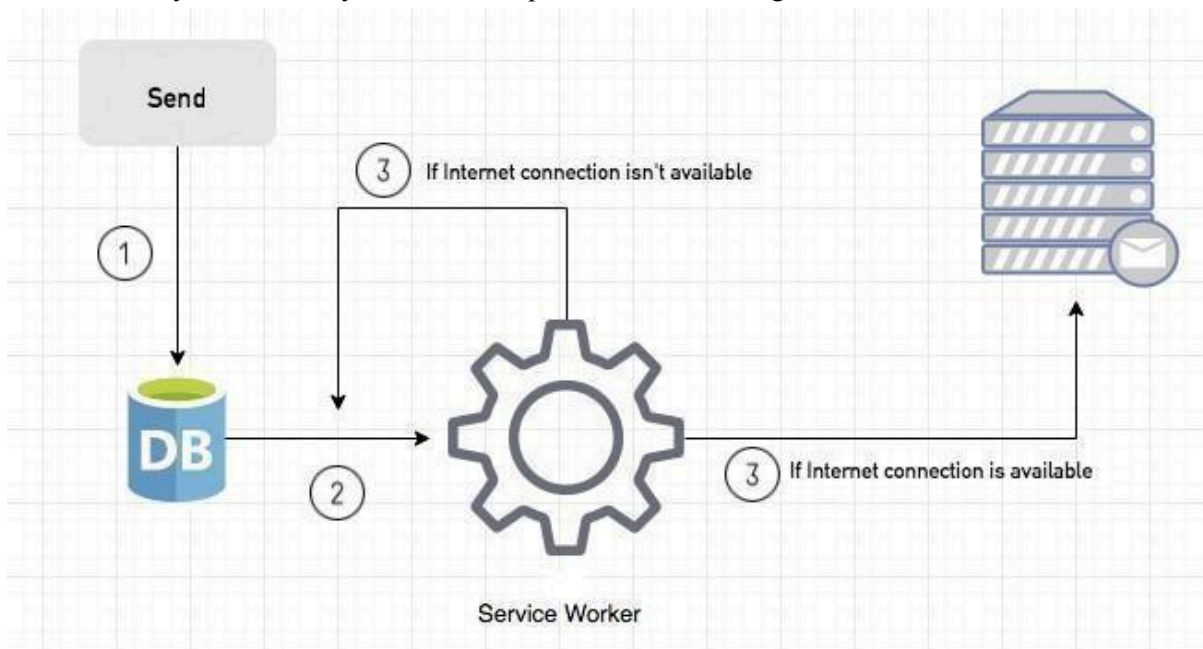 Send
3 If Internet connection isn't available
1
DB
2
3 If Internet connection is available
Service Worker